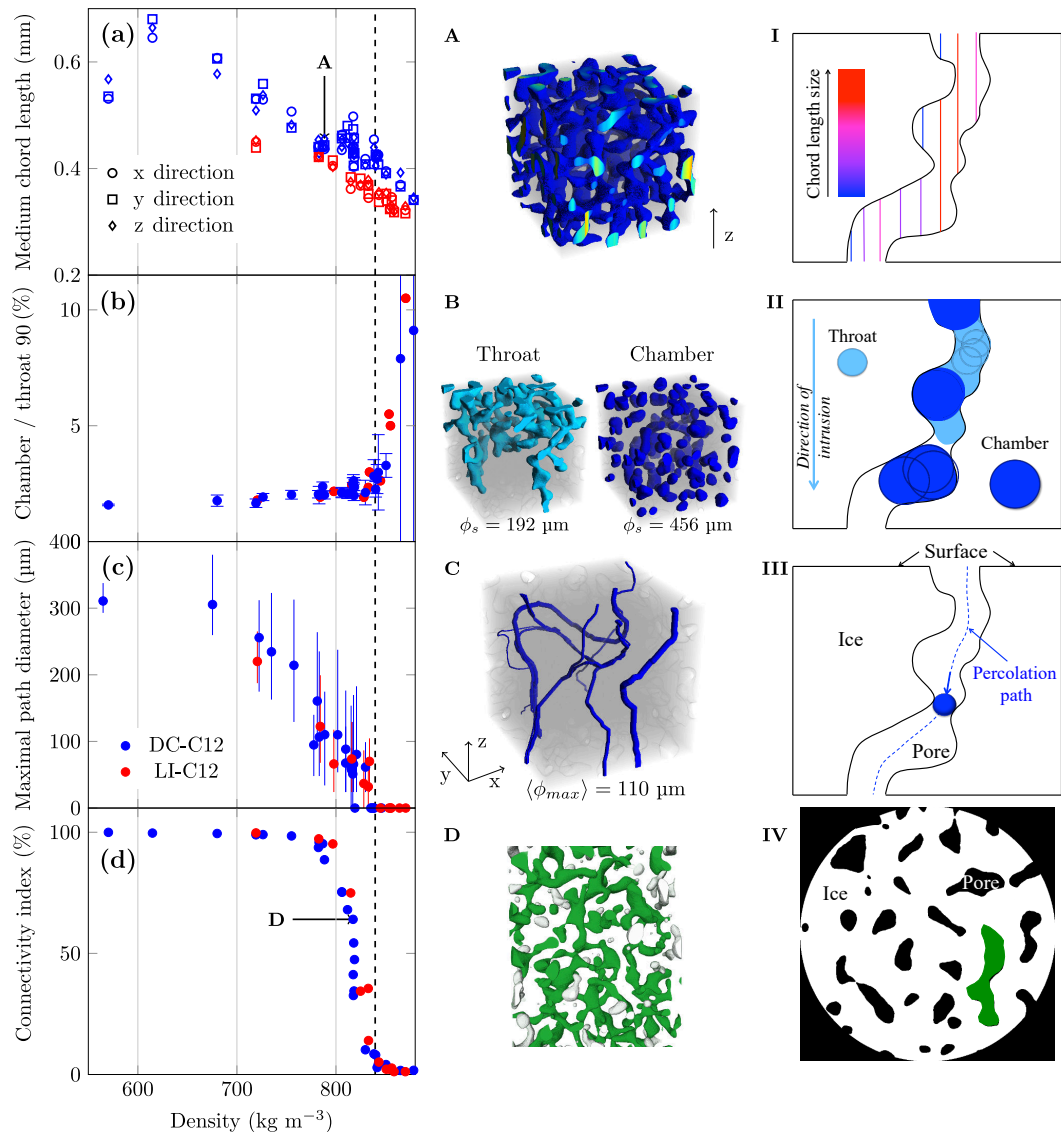 (a)
Medium chord length (mm)
0.6
0.4
0.2
A
x direction
y direction
z direction
(b)
Chamber / throat 90 (%)
10
5
(c)
Maximal path diameter (µm)
400
300
200
100
0
DC-C12
LI-C12
(d)
Connectivity index (%)
100
50
0
D
600
700
800
Density (kg m⁻³)
A
z
B
Throat
Chamber
ϕs = 192 µm
ϕs = 456 µm
C
z
y
x
⟨ϕmax⟩ = 110 µm
D
I
Chord length size
II
Throat
Direction of
intrusion
Chamber
III
Surface
Ice
Percolation
path
Pore
IV
Pore
Ice